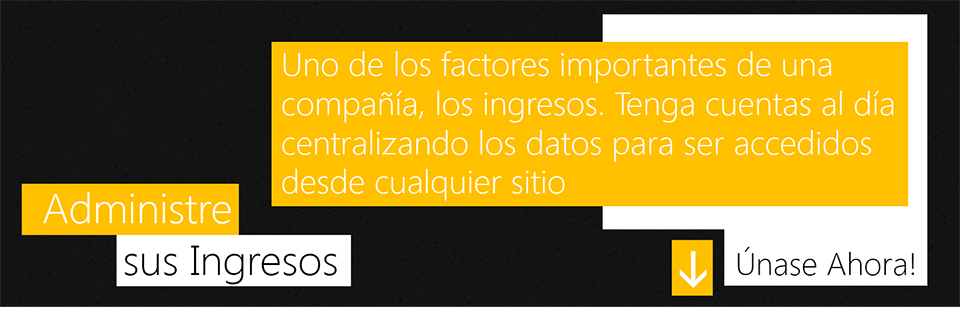 Uno de los factores importantes de una
compañía, los ingresos. Tenga cuentas al día
centralizando los datos para ser accedidos
desde cualquier sitio
Administre
sus Ingresos
Únase Ahora!